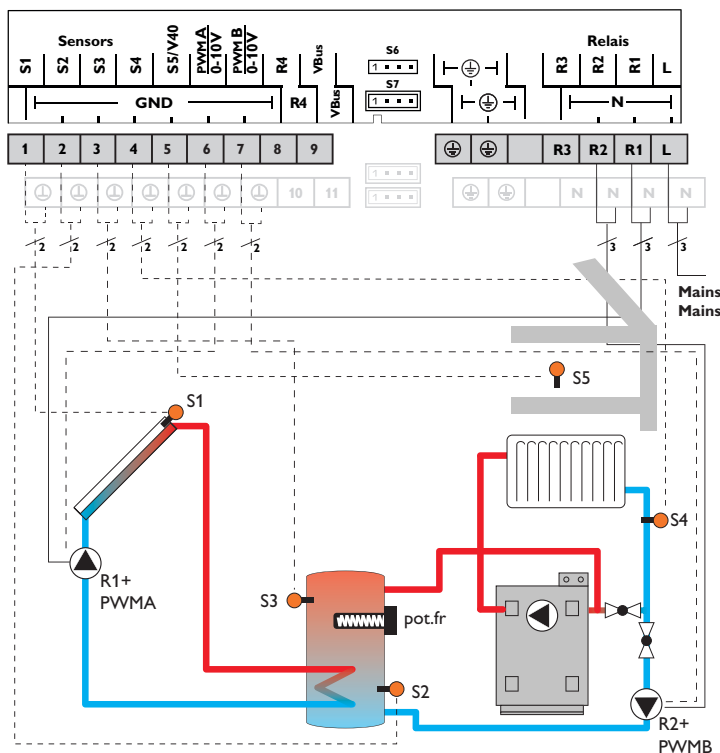 Sensors
Relais
S1 S2 S3 S4 S5/V40 PWMA 0-10V PWMB 0-10V R4 VBus S6 R3 R2 R1 L
GND R4 VBus S7 N
1 2 3 4 5 6 7 8 9 R3 R2 R1 L
10 11 N N N N
2 2 2 2 2 2 2 3 3 3
Mains
Mains
S5
S1
S4
R1+
PWMA
S3
pot.fr
S2
R2+
PWMB